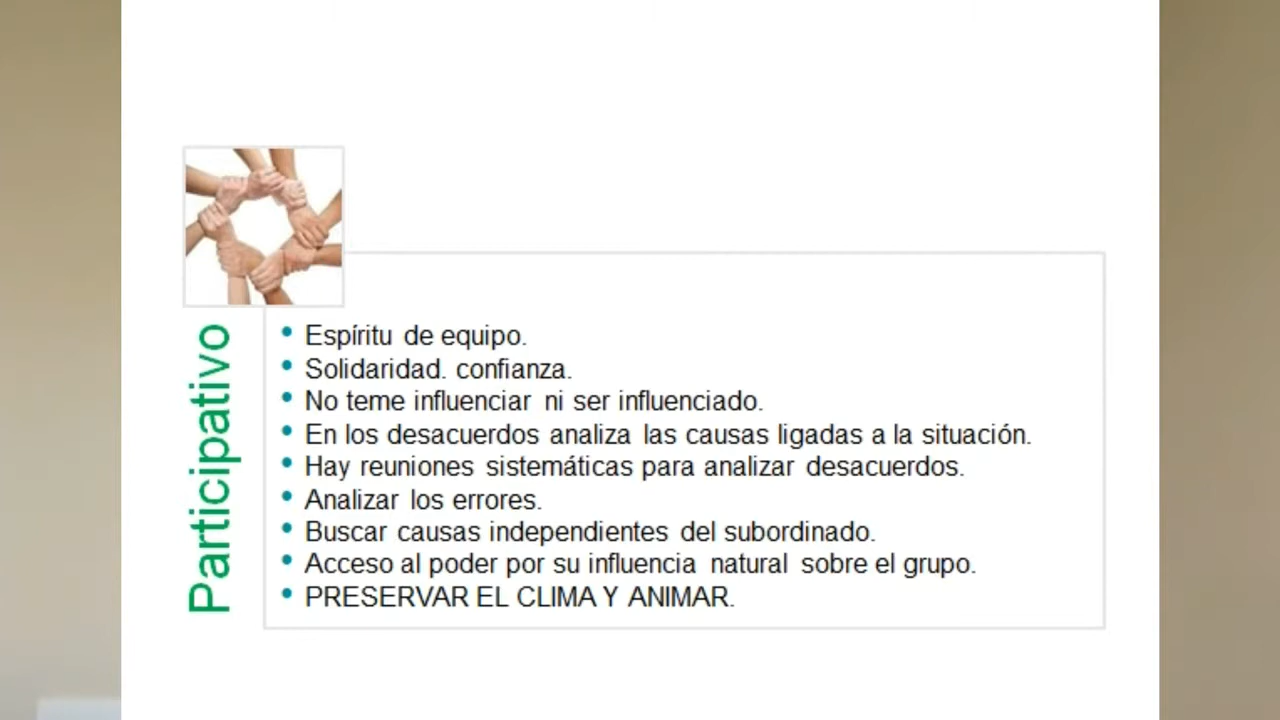 Participativo
Espíritu de equipo.
Solidaridad. confianza.
No teme influenciar ni ser influenciado.
En los desacuerdos analiza las causas ligadas a la situación.
Hay reuniones sistemáticas para analizar desacuerdos.
Analizar los errores.
Buscar causas independientes del subordinado.
Acceso al poder por su influencia natural sobre el grupo.
PRESERVAR EL CLIMA Y ANIMAR.